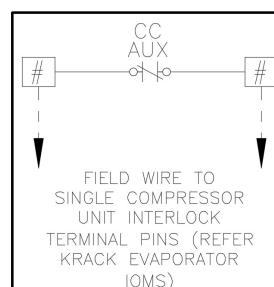 CC
AUX
# #
FIELD WIRE TO
SINGLE COMPRESSOR
UNIT INTERLOCK
TERMINAL PINS (REFER
KRACK EVAPORATOR
IOMS)